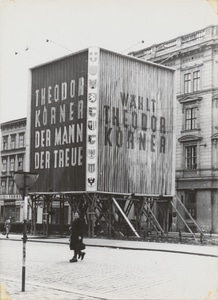 THEODOR
KÖRNER
DER MANN
DER TREUE
WÄHLT
THEODOR
KÖRNER